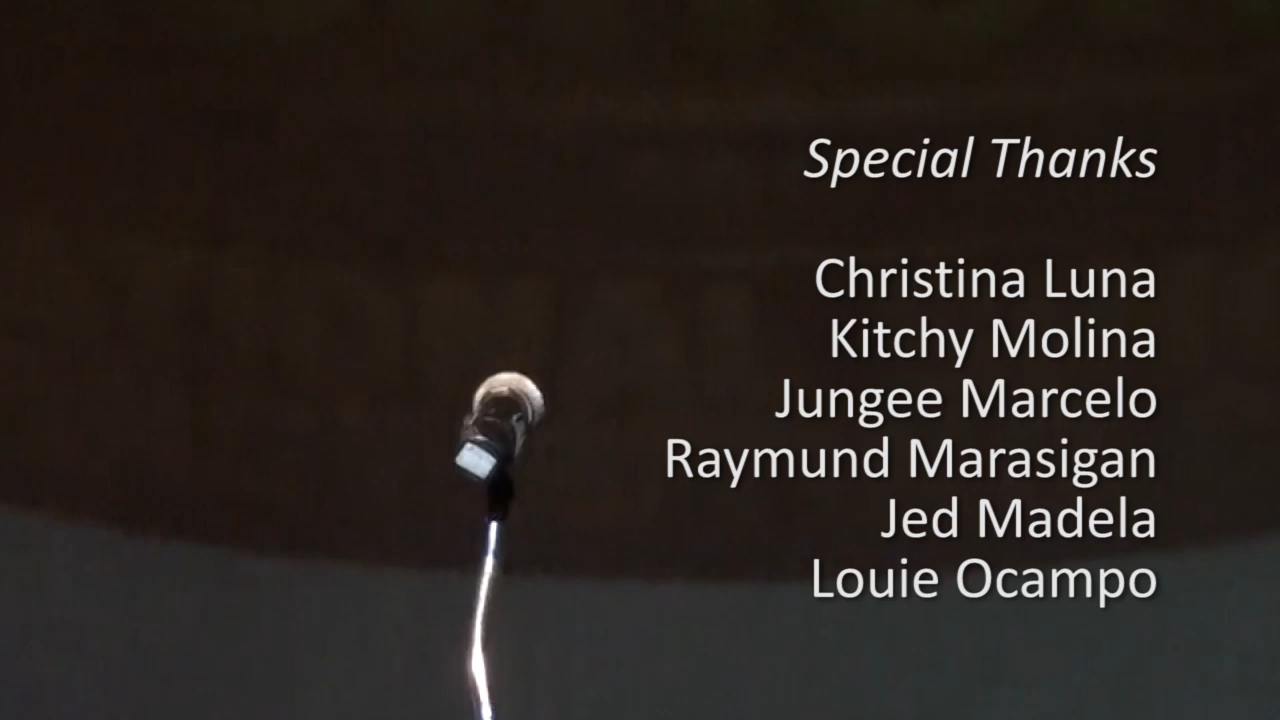 Special Thanks
Christina Luna
Kitchy Molina
Jungee Marcelo
Raymund Marasigan
Jed Madela
Louie Ocampo